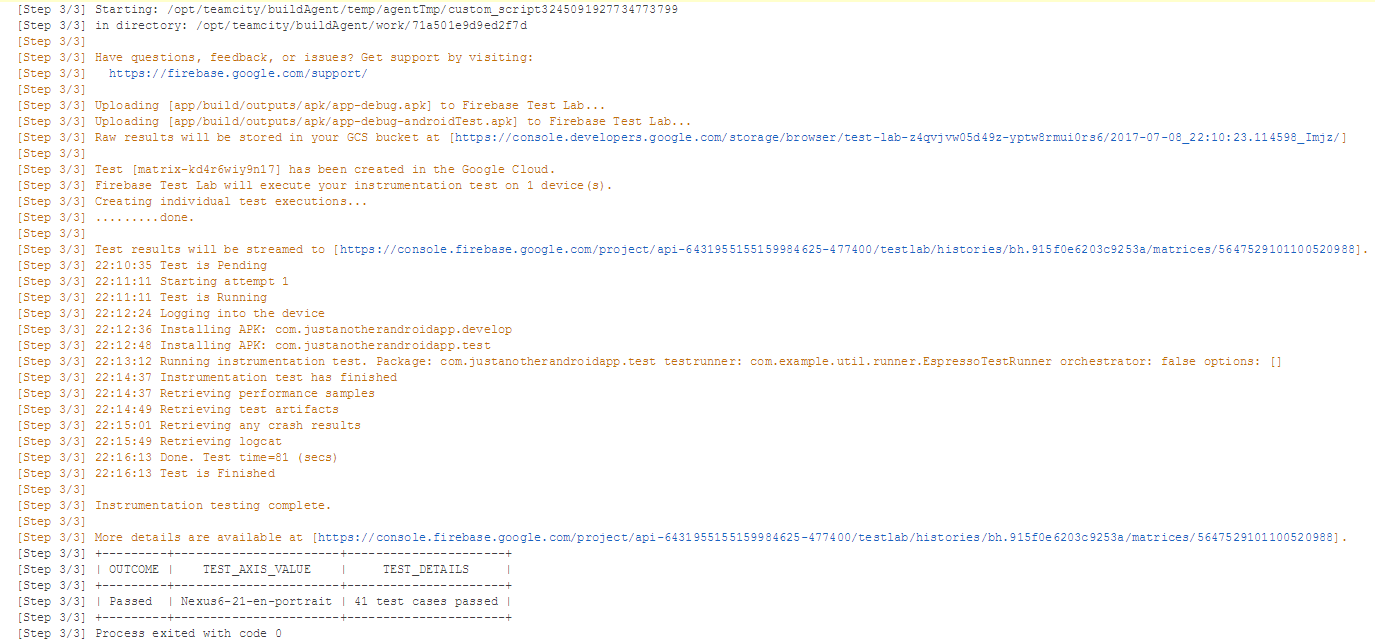 [Step 3/3] Starting: /opt/teamcity/buildAgent/temp/agentTmp/custom_script3245091927734773799
[Step 3/3] in directory: /opt/teamcity/buildAgent/work/71a501e9d9ed2f7d
[Step 3/3]
[Step 3/3] Have questions, feedback, or issues? Get support by visiting:
[Step 3/3]   https://firebase.google.com/support/
[Step 3/3]
[Step 3/3] Uploading [app/build/outputs/apk/app-debug.apk] to Firebase Test Lab...
[Step 3/3] Uploading [app/build/outputs/apk/app-debug-androidTest.apk] to Firebase Test Lab...
[Step 3/3] Raw results will be stored in your GCS bucket at [https://console.developers.google.com/storage/browser/test-lab-z4qvjvw05d49z-yptw8rmui0rs6/2017-07-08_22:10:23.114598_Imjz/]
[Step 3/3]
[Step 3/3] Test [matrix-kd4r6wiy9n17] has been created in the Google Cloud.
[Step 3/3] Firebase Test Lab will execute your instrumentation test on 1 device(s).
[Step 3/3] Creating individual test executions...
[Step 3/3] .........done.
[Step 3/3]
[Step 3/3] Test results will be streamed to [https://console.firebase.google.com/project/api-6431955155159984625-477400/testlab/histories/bh.915f0e6203c9253a/matrices/5647529101100520988].
[Step 3/3] 22:10:35 Test is Pending
[Step 3/3] 22:11:11 Starting attempt 1
[Step 3/3] 22:11:11 Test is Running
[Step 3/3] 22:12:24 Logging into the device
[Step 3/3] 22:12:36 Installing APK: com.justanotherandroidapp.develop
[Step 3/3] 22:12:48 Installing APK: com.justanotherandroidapp.test
[Step 3/3] 22:13:12 Running instrumentation test. Package: com.justanotherandroidapp.test testrunner: com.example.util.runner.EspressoTestRunner orchestrator: false options: []
[Step 3/3] 22:14:37 Instrumentation test has finished
[Step 3/3] 22:14:37 Retrieving performance samples
[Step 3/3] 22:14:49 Retrieving test artifacts
[Step 3/3] 22:15:01 Retrieving any crash results
[Step 3/3] 22:15:49 Retrieving logcat
[Step 3/3] 22:16:13 Done. Test time=81 (secs)
[Step 3/3] 22:16:13 Test is Finished
[Step 3/3]
[Step 3/3] Instrumentation testing complete.
[Step 3/3]
[Step 3/3] More details are available at [https://console.firebase.google.com/project/api-6431955155159984625-477400/testlab/histories/bh.915f0e6203c9253a/matrices/5647529101100520988].
[Step 3/3] +---------+-----------------------+----------------------+
[Step 3/3] | OUTCOME |    TEST_AXIS_VALUE    |     TEST_DETAILS     |
[Step 3/3] +---------+-----------------------+----------------------+
[Step 3/3] | Passed  | Nexus6-21-en-portrait | 41 test cases passed |
[Step 3/3] +---------+-----------------------+----------------------+
[Step 3/3] Process exited with code 0